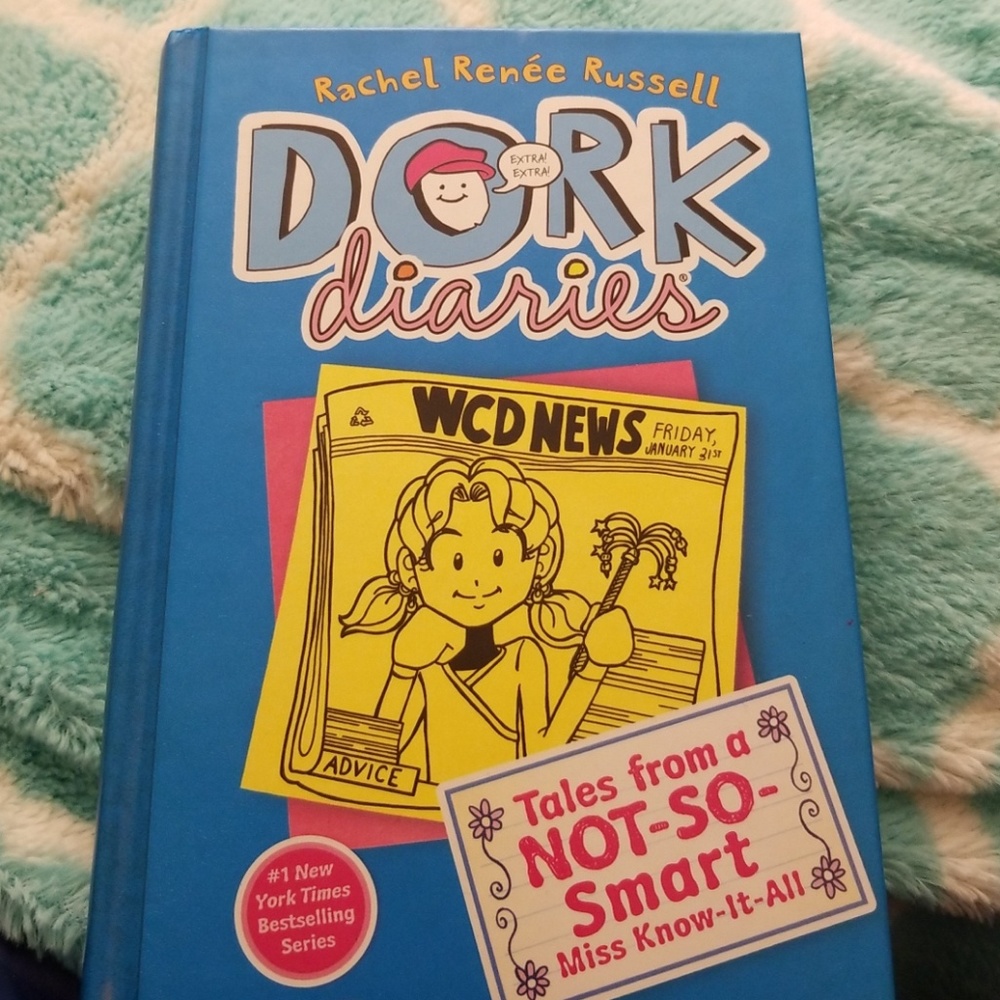 Rachel Renée Russell
DORK
EXTRA!
EXTRA!
diaries®
WCD NEWS
FRIDAY,
JANUARY 31ST
ADVICE
Tales from a
NOT-SO-
Smart
Miss Know-It-All
#1 New
York Times
Bestselling
Series